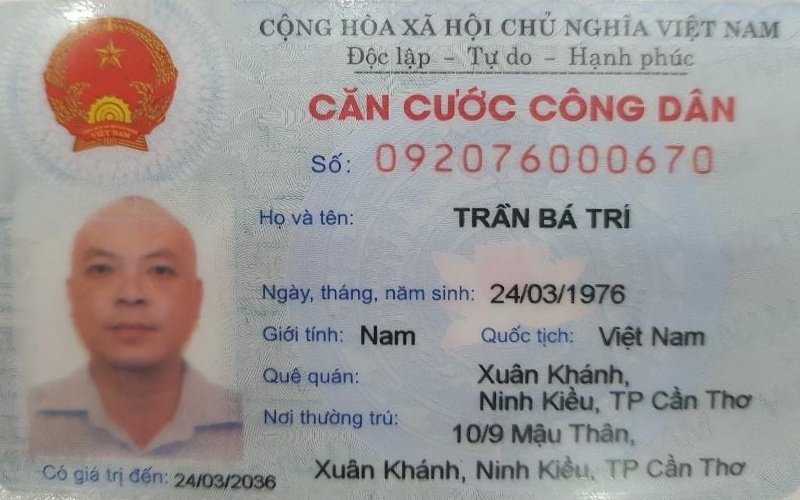 CỘNG HÒA XÃ HỘI CHỦ NGHĨA VIỆT NAM
Độc lập - Tự do - Hạnh phúc
CĂN CƯỚC CÔNG DÂN
Số: 092076000670
Họ và tên: TRẦN BÁ TRÍ
Ngày, tháng, năm sinh: 24/03/1976
Giới tính: Nam Quốc tịch: Việt Nam
Quê quán: Xuân Khánh,
Ninh Kiều, TP Cần Thơ
Nơi thường trú: 10/9 Mậu Thân,
Xuân Khánh, Ninh Kiều, TP Cần Thơ
Có giá trị đến: 24/03/2036
VIỆT NAM